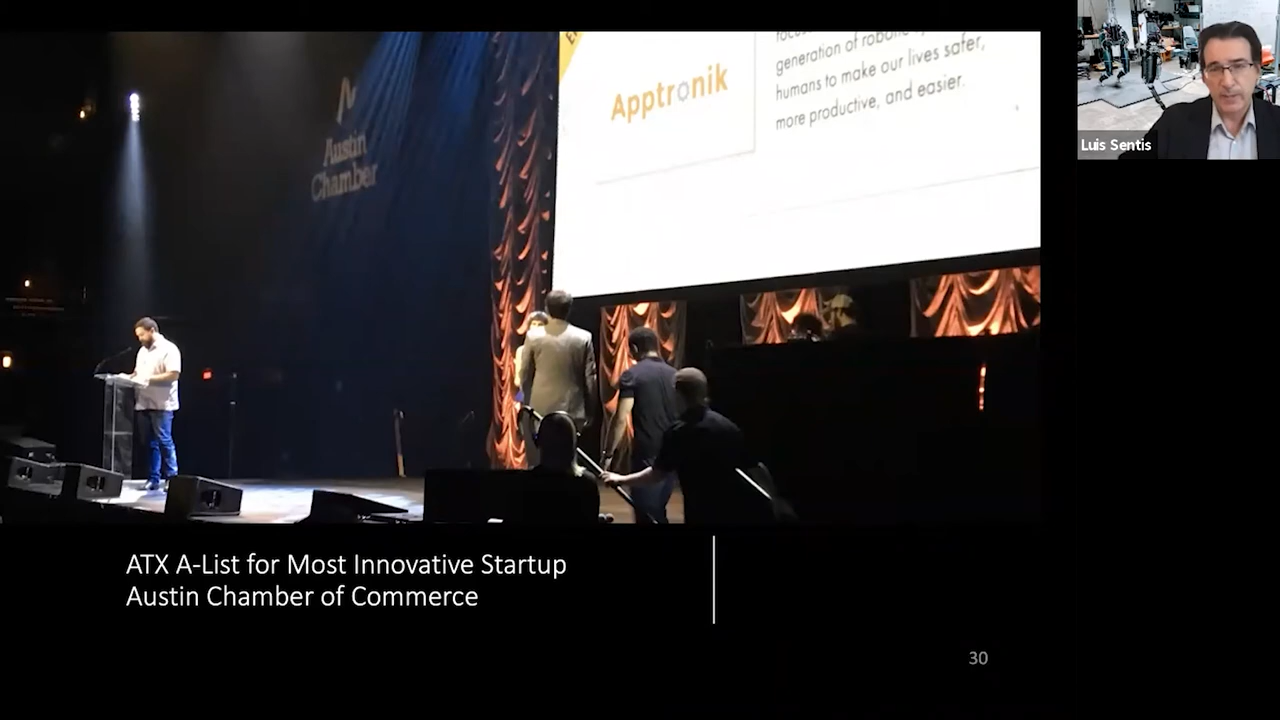 Apptronik
generation of robotic
humans to make our lives safer,
more productive, and easier.
Austin
Chamber
Luis Sentis
ATX A-List for Most Innovative Startup
Austin Chamber of Commerce
30